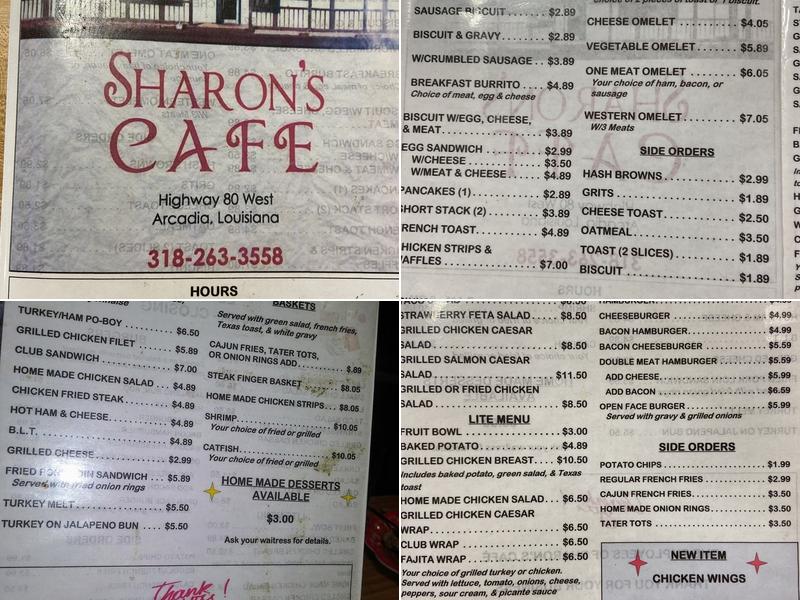 SHARON'S
CAFE
Highway 80 West
Arcadia, Louisiana
318-263-3558
HOURS
SAUSAGE BISCUIT $2.89
BISCUIT & GRAVY $2.89
W/CRUMBLED SAUSAGE $3.89
BREAKFAST BURRITO $4.89
Choice of meat, egg & cheese
BISCUIT W/EGG, CHEESE,
& MEAT $3.89
EGG SANDWICH $2.99
W/CHEESE $3.50
W/MEAT & CHEESE $4.89
PANCAKES (1) $2.89
SHORT STACK (2) $3.89
RENCH TOAST $4.89
HICKEN STRIPS &
AFFLES $7.00
Choice of 2 pieces of toast or 1 biscuit.
CHEESE OMELET $4.05
VEGETABLE OMELET $5.89
ONE MEAT OMELET $6.05
Your choice of ham, bacon, or
sausage
WESTERN OMELET $7.05
W/3 Meats
SIDE ORDERS
HASH BROWNS $2.99
GRITS $1.89
CHEESE TOAST $2.50
OATMEAL $3.50
TOAST (2 SLICES) $1.89
BISCUIT $1.89
TURKEY/HAM PO-BOY $6.50
GRILLED CHICKEN FILET $5.89
CLUB SANDWICH $7.00
HOME MADE CHICKEN SALAD $4.89
CHICKEN FRIED STEAK $4.89
HOT HAM & CHEESE $4.89
B.L.T. $4.89
GRILLED CHEESE $2.99
FRIED SANDWICH $5.89
Served with fried onion rings
TURKEY MELT $5.50
TURKEY ON JALAPENO BUN $5.50
BASKETS
Served with green salad, french fries,
Texas toast, & white gravy
CAJUN FRIES, TATER TOTS,
OR ONION RINGS ADD .89
STEAK FINGER BASKET $8.05
HOME MADE CHICKEN STRIPS $8.05
SHRIMP $10.05
Your choice of fried or grilled
CATFISH $10.05
Your choice of fried or grilled
HOME MADE DESSERTS
AVAILABLE
$3.00
Ask your waitress for details.
Thank
STRAWBERRY FETA SALAD $8.50
GRILLED CHICKEN CAESAR
SALAD $8.50
GRILLED SALMON CAESAR
SALAD $11.50
GRILLED OR FRIED CHICKEN
SALAD $8.50
LITE MENU
FRUIT BOWL $3.00
BAKED POTATO $4.89
GRILLED CHICKEN BREAST $10.50
Includes baked potato, green salad, & Texas
toast
HOME MADE CHICKEN SALAD $6.50
GRILLED CHICKEN CAESAR
WRAP $6.50
CLUB WRAP $6.50
FAJITA WRAP $6.50
Your choice of grilled turkey or chicken.
Served with lettuce, tomato, onions, cheese,
peppers, sour cream, & picante sauce
HAMBURGER
CHEESEBURGER $4.99
BACON HAMBURGER $4.99
BACON CHEESEBURGER $5.59
DOUBLE MEAT HAMBURGER $5.59
ADD CHEESE $5.99
ADD BACON $6.59
OPEN FACE BURGER $5.99
Served with gravy & grilled onions
SIDE ORDERS
POTATO CHIPS $1.99
REGULAR FRENCH FRIES $2.99
CAJUN FRENCH FRIES $3.50
HOME MADE ONION RINGS $3.50
TATER TOTS $3.50
NEW ITEM
CHICKEN WINGS